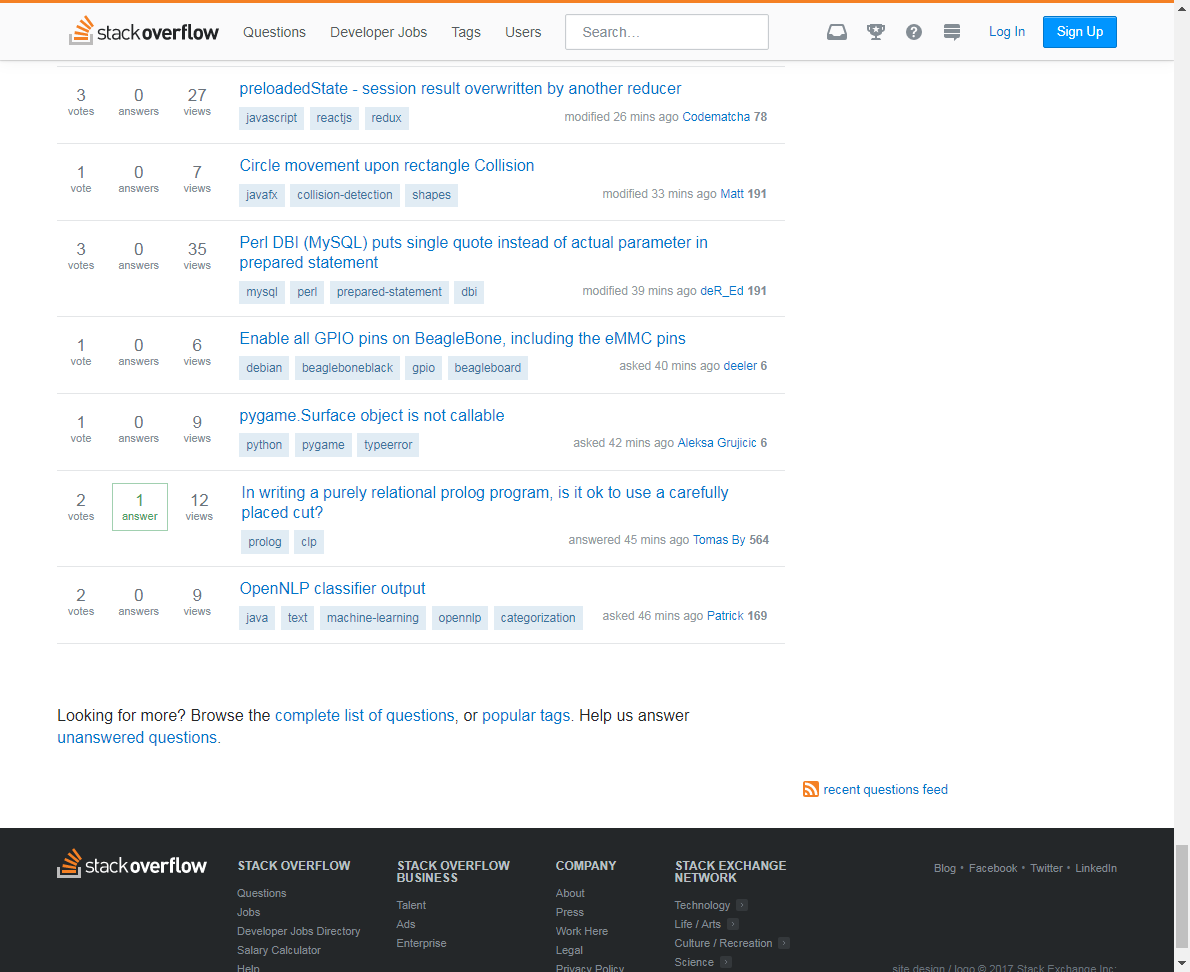 stack overflow Questions Developer Jobs Tags Users Search... Log In Sign Up
3 votes 0 answers 27 views
preloadedState - session result overwritten by another reducer
javascript reactjs redux
modified 26 mins ago Codematcha 78
1 vote 0 answers 7 views
Circle movement upon rectangle Collision
javafx collision-detection shapes
modified 33 mins ago Matt 191
3 votes 0 answers 35 views
Perl DBI (MySQL) puts single quote instead of actual parameter in
prepared statement
mysql perl prepared-statement dbi
modified 39 mins ago deR_Ed 191
1 vote 0 answers 6 views
Enable all GPIO pins on BeagleBone, including the eMMC pins
debian beagleboneblack gpio beagleboard
asked 40 mins ago deeler 6
1 vote 0 answers 9 views
pygame.Surface object is not callable
python pygame typeerror
asked 42 mins ago Aleksa Grujicic 6
2 votes 1 answer 12 views
In writing a purely relational prolog program, is it ok to use a carefully
placed cut?
prolog clp
answered 45 mins ago Tomas By 564
2 votes 0 answers 9 views
OpenNLP classifier output
java text machine-learning opennlp categorization
asked 46 mins ago Patrick 169
Looking for more? Browse the complete list of questions, or popular tags. Help us answer
unanswered questions.
recent questions feed
stack overflow
STACK OVERFLOW
Questions
Jobs
Developer Jobs Directory
Salary Calculator
Help
STACK OVERFLOW
BUSINESS
Talent
Ads
Enterprise
COMPANY
About
Press
Work Here
Legal
Privacy Policy
STACK EXCHANGE
NETWORK
Technology
Life / Arts
Culture / Recreation
Science
Blog • Facebook • Twitter • LinkedIn
site design / logo © 2017 Stack Exchange Inc;